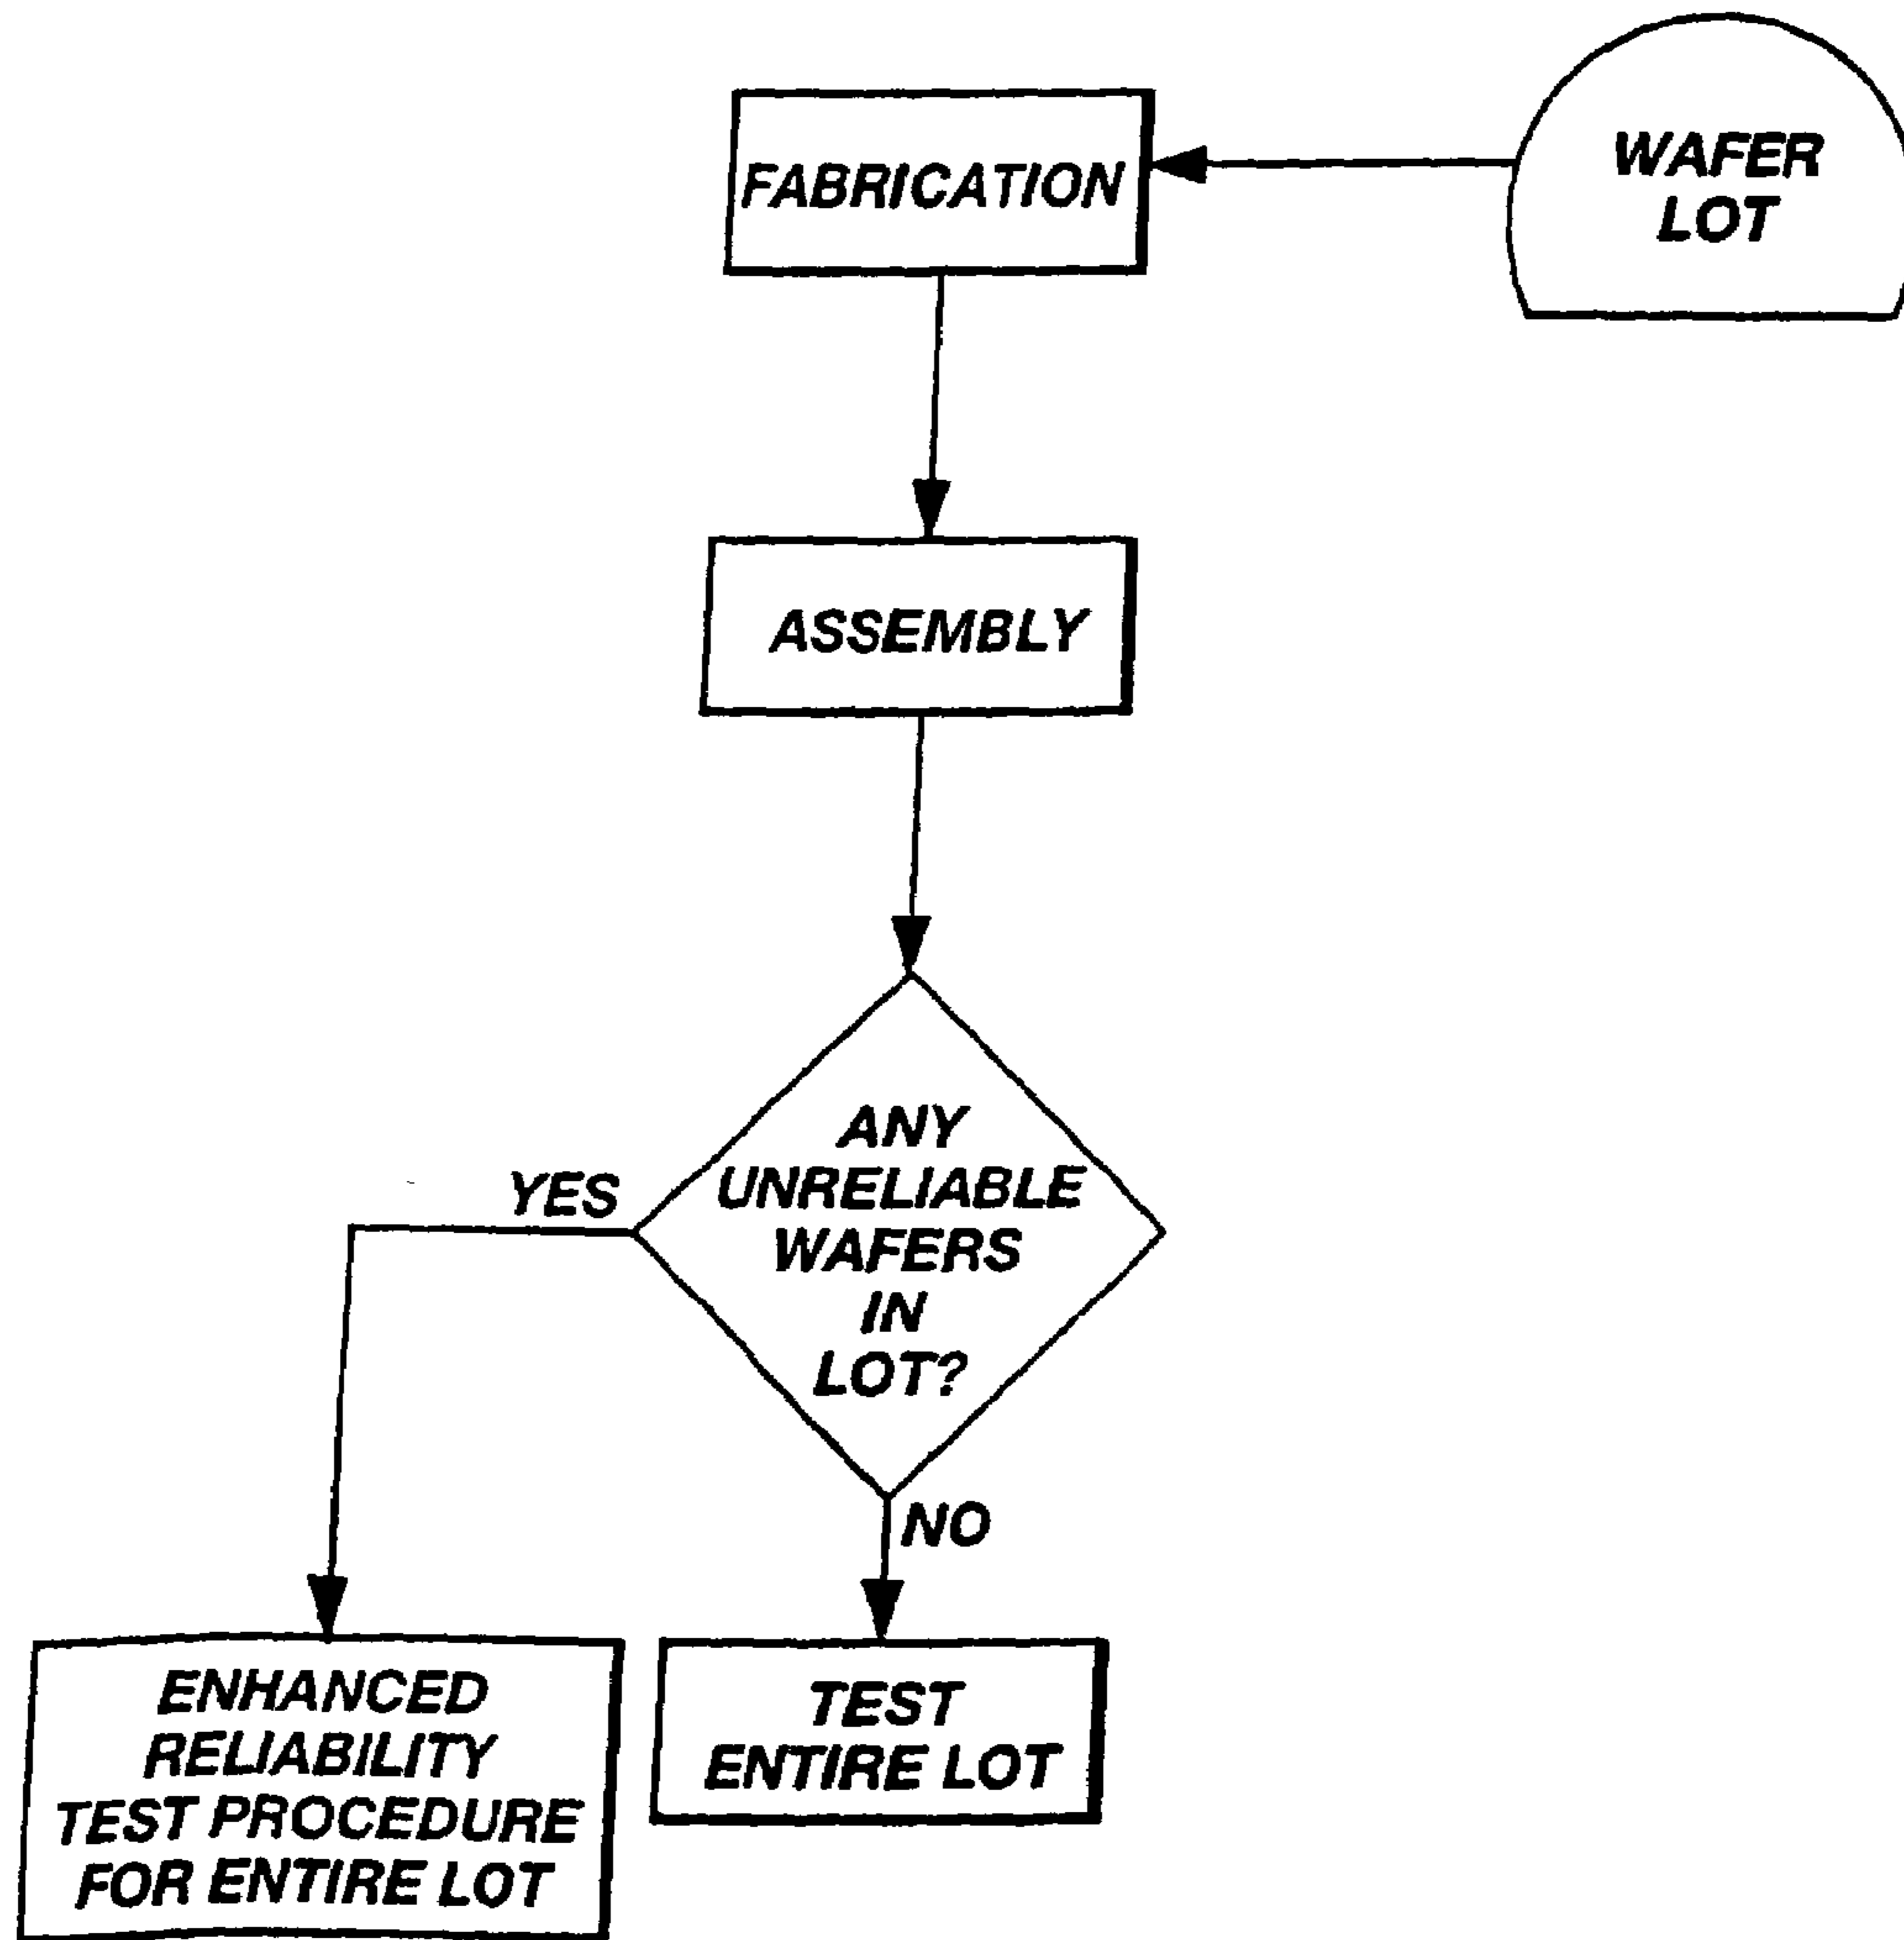 WAFER
LOT
FABRICATION
ASSEMBLY
ANY
UNRELIABLE
WAFERS
IN
LOT?
YES
NO
ENHANCED
RELIABILITY
TEST PROCEDURE
FOR ENTIRE LOT
TEST
ENTIRE LOT